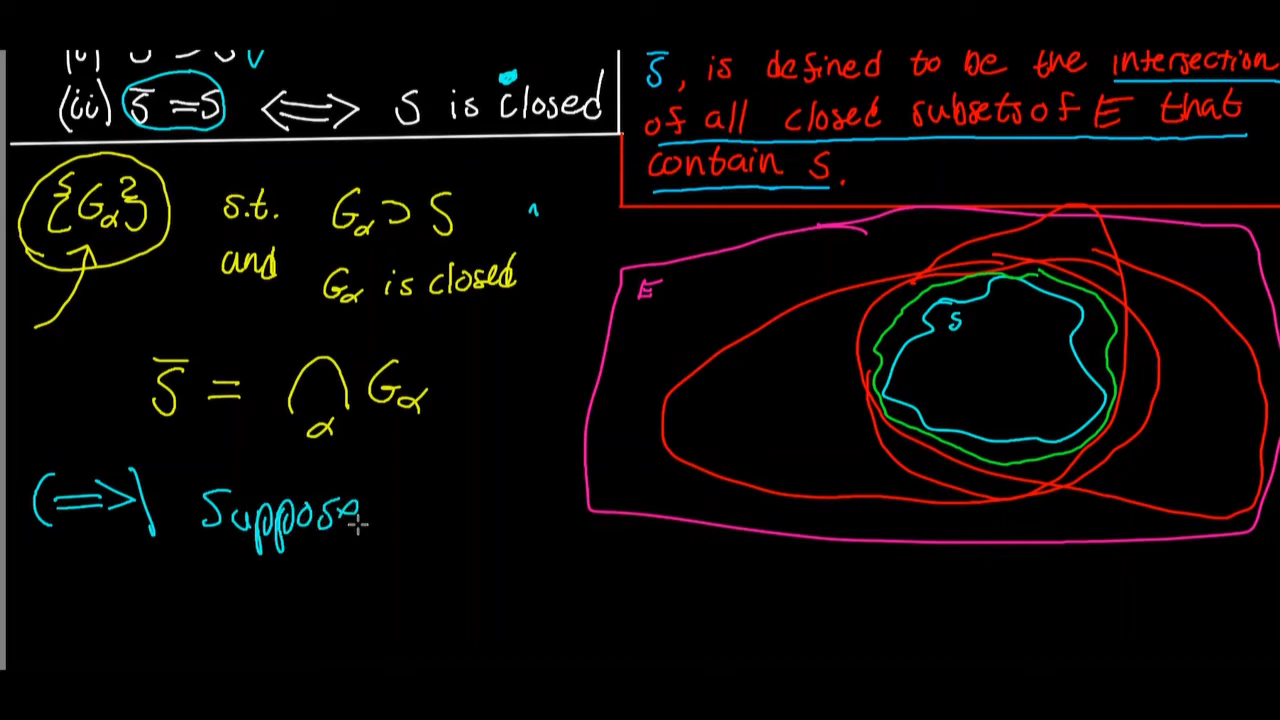 (ii) S̄ = S ⟺ S is closed
{G_α} s.t. G_α ⊃ S
and G_α is closed
S̄ = ∩_α G_α
(=>) Suppose
S̄, is defined to be the intersection
of all closed subsets of E that
contain S.
E
S